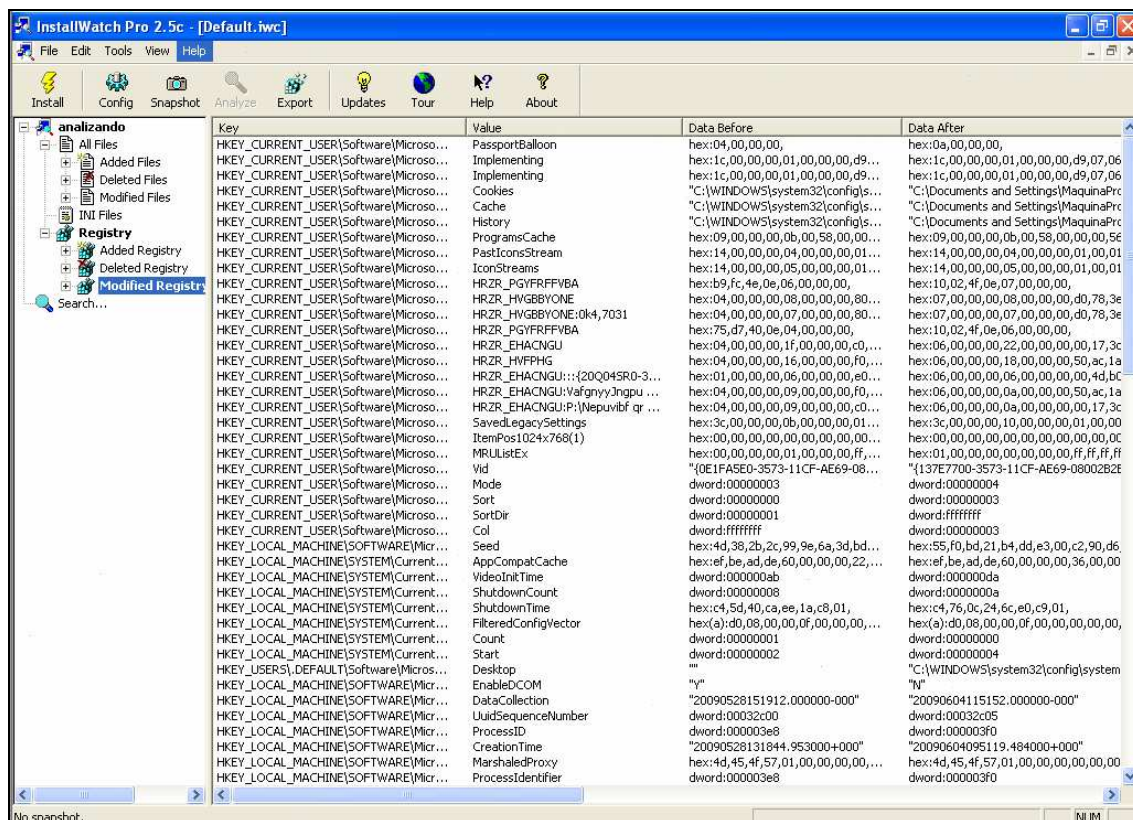 InstallWatch Pro 2.5c - [Default.iwc]
File Edit Tools View Help
Install Config Snapshot Analyze Export Updates Tour Help About
analizando
All Files
Added Files
Deleted Files
Modified Files
INI Files
Registry
Added Registry
Deleted Registry
Modified Registry
Search...
Key Value Data Before Data After
HKEY_CURRENT_USER\Software\Microso... PassportBalloon hex:04,00,00,00, hex:0a,00,00,00,
HKEY_CURRENT_USER\Software\Microso... Implementing hex:1c,00,00,00,01,00,00,00,d9... hex:1c,00,00,00,01,00,00,00,d9,07,06
HKEY_CURRENT_USER\Software\Microso... Implementing hex:1c,00,00,00,01,00,00,00,d9... hex:1c,00,00,00,01,00,00,00,d9,07,06
HKEY_CURRENT_USER\Software\Microso... Cookies "C:\WINDOWS\system32\config\s... "C:\Documents and Settings\MaquinaPro
HKEY_CURRENT_USER\Software\Microso... Cache "C:\WINDOWS\system32\config\s... "C:\Documents and Settings\MaquinaPro
HKEY_CURRENT_USER\Software\Microso... History "C:\WINDOWS\system32\config\s... "C:\Documents and Settings\MaquinaPro
HKEY_CURRENT_USER\Software\Microso... ProgramsCache hex:09,00,00,00,0b,00,58,00,00... hex:09,00,00,00,0b,00,58,00,00,00,56
HKEY_CURRENT_USER\Software\Microso... PastIconsStream hex:14,00,00,00,04,00,00,00,01... hex:14,00,00,00,04,00,00,00,01,00,01
HKEY_CURRENT_USER\Software\Microso... IconStreams hex:14,00,00,00,05,00,00,00,01... hex:14,00,00,00,05,00,00,00,01,00,01
HKEY_CURRENT_USER\Software\Microso... HRZR_PGYFRFFVBA hex:b9,fc,4e,0e,06,00,00,00, hex:10,02,4f,0e,07,00,00,00,
HKEY_CURRENT_USER\Software\Microso... HRZR_HVGBBYONE hex:04,00,00,00,08,00,00,00,80... hex:07,00,00,00,08,00,00,00,d0,78,3e
HKEY_CURRENT_USER\Software\Microso... HRZR_HVGBBYONE:0k4,7031 hex:04,00,00,00,07,00,00,00,80... hex:07,00,00,00,07,00,00,00,d0,78,3e
HKEY_CURRENT_USER\Software\Microso... HRZR_PGYFRFFVBA hex:75,d7,40,0e,04,00,00,00, hex:10,02,4f,0e,06,00,00,00,
HKEY_CURRENT_USER\Software\Microso... HRZR_EHACNGU hex:04,00,00,00,1f,00,00,00,c0,... hex:06,00,00,00,22,00,00,00,17,3c
HKEY_CURRENT_USER\Software\Microso... HRZR_HVFPHG hex:04,00,00,00,16,00,00,00,f0,... hex:06,00,00,00,18,00,00,00,50,ac,1a
HKEY_CURRENT_USER\Software\Microso... HRZR_EHACNGU:::{20Q04SR0-3... hex:01,00,00,00,06,00,00,00,e0... hex:06,00,00,00,06,00,00,00,4d,b0
HKEY_CURRENT_USER\Software\Microso... HRZR_EHACNGU:VafgnyyJngpu ... hex:04,00,00,00,09,00,00,00,f0,... hex:06,00,00,00,0a,00,00,00,50,ac,1a
HKEY_CURRENT_USER\Software\Microso... HRZR_EHACNGU:P:\Nepuvibf qr ... hex:04,00,00,00,09,00,00,00,c0... hex:06,00,00,00,0a,00,00,00,17,3c
HKEY_CURRENT_USER\Software\Microso... SavedLegacySettings hex:3c,00,00,00,0b,00,00,00,01... hex:3c,00,00,00,10,00,00,00,01,00,00
HKEY_CURRENT_USER\Software\Microso... ItemPos1024x768(1) hex:00,00,00,00,00,00,00,00,00... hex:00,00,00,00,00,00,00,00,00,00,00
HKEY_CURRENT_USER\Software\Microso... MRUListEx hex:00,00,00,00,01,00,00,00,ff,... hex:01,00,00,00,00,00,00,00,ff,ff,ff,ff
HKEY_CURRENT_USER\Software\Microso... Vid "{0E1FA5E0-3573-11CF-AE69-08... "{137E7700-3573-11CF-AE69-08002B2E
HKEY_CURRENT_USER\Software\Microso... Mode dword:00000003 dword:00000004
HKEY_CURRENT_USER\Software\Microso... Sort dword:00000000 dword:00000003
HKEY_CURRENT_USER\Software\Microso... SortDir dword:00000001 dword:ffffffff
HKEY_CURRENT_USER\Software\Microso... Col dword:ffffffff dword:00000003
HKEY_LOCAL_MACHINE\SOFTWARE\Micr... Seed hex:4d,38,2b,2c,99,9e,6a,3d,bd... hex:55,f0,bd,21,b4,dd,e3,00,c2,90,d6,
HKEY_LOCAL_MACHINE\SYSTEM\Current... AppCompatCache hex:ef,be,ad,de,60,00,00,00,22,... hex:ef,be,ad,de,60,00,00,00,36,00,00
HKEY_LOCAL_MACHINE\SYSTEM\Current... VideoInitTime dword:000000ab dword:000000da
HKEY_LOCAL_MACHINE\SYSTEM\Current... ShutdownCount dword:00000008 dword:0000000a
HKEY_LOCAL_MACHINE\SYSTEM\Current... ShutdownTime hex:c4,5d,40,ca,ee,1a,c8,01, hex:c4,76,0c,24,6c,e0,c9,01,
HKEY_LOCAL_MACHINE\SYSTEM\Current... FilteredConfigVector hex(a):d0,08,00,00,0f,00,00,00,... hex(a):d0,08,00,00,0f,00,00,00,00,
HKEY_LOCAL_MACHINE\SYSTEM\Current... Count dword:00000001 dword:00000000
HKEY_LOCAL_MACHINE\SYSTEM\Current... Start dword:00000002 dword:00000004
HKEY_USERS\.DEFAULT\Software\Micros... Desktop "" "C:\WINDOWS\system32\config\system
HKEY_LOCAL_MACHINE\SOFTWARE\Micr... EnableDCOM "Y" "N"
HKEY_LOCAL_MACHINE\SOFTWARE\Micr... DataCollection "20090528151912.000000-000" "20090604115152.000000-000"
HKEY_LOCAL_MACHINE\SOFTWARE\Micr... UuidSequenceNumber dword:00032c00 dword:00032c05
HKEY_LOCAL_MACHINE\SOFTWARE\Micr... ProcessID dword:000003e8 dword:000003f0
HKEY_LOCAL_MACHINE\SOFTWARE\Micr... CreationTime "20090528131844.953000+000" "20090604095119.484000+000"
HKEY_LOCAL_MACHINE\SOFTWARE\Micr... MarshaledProxy hex:4d,45,4f,57,01,00,00,00,00,... hex:4d,45,4f,57,01,00,00,00,00,00,00
HKEY_LOCAL_MACHINE\SOFTWARE\Micr... ProcessIdentifier dword:000003e8 dword:000003f0
No snapshot. NUM